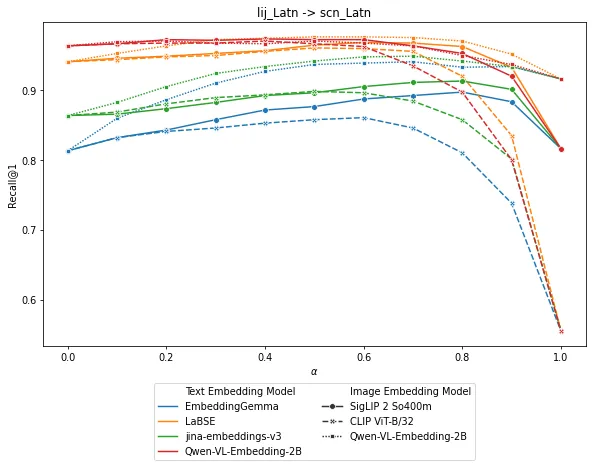 lij_Latn -> scn_Latn
Recall@1
0.9
0.8
0.7
0.6
0.0 0.2 0.4 0.6 0.8 1.0
α
Text Embedding Model Image Embedding Model
EmbeddingGemma SigLIP 2 So400m
LaBSE CLIP ViT-B/32
jina-embeddings-v3 Qwen-VL-Embedding-2B
Qwen-VL-Embedding-2B